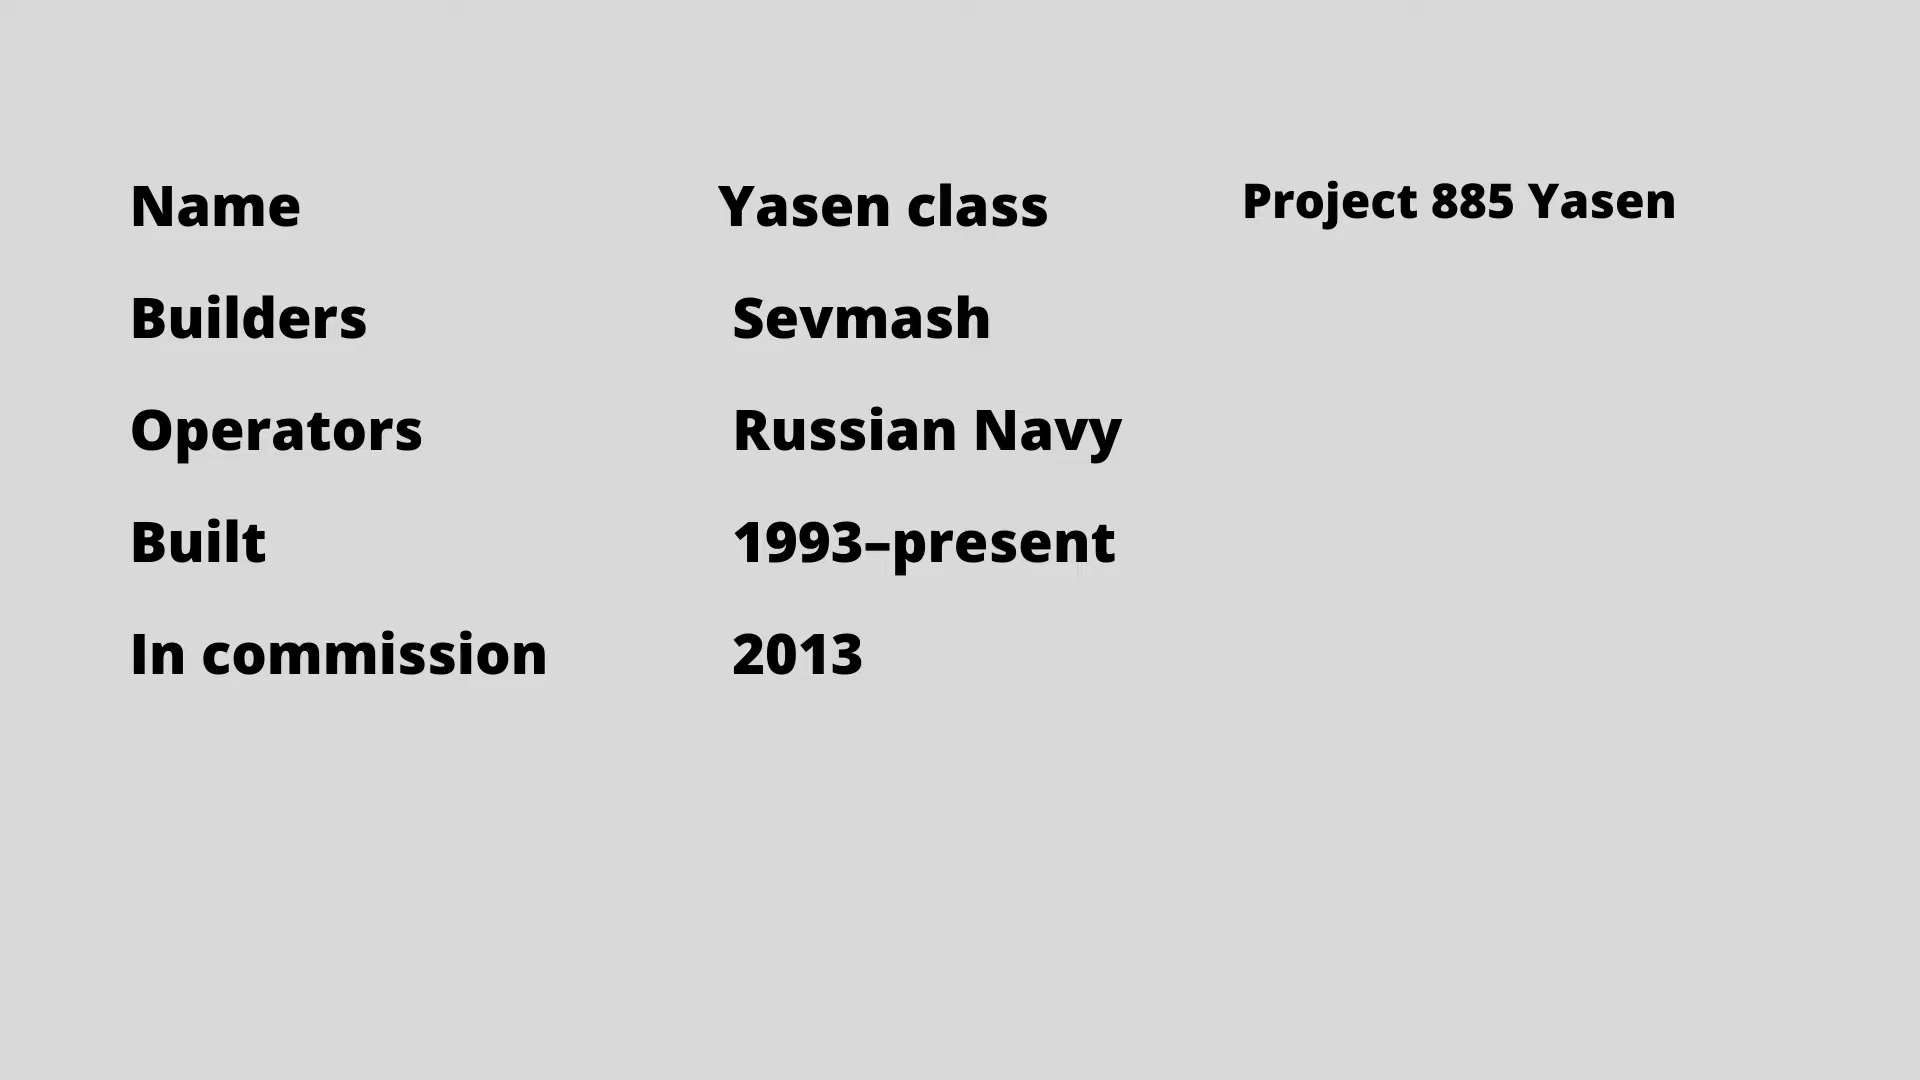 Name Yasen class Project 885 Yasen
Builders Sevmash
Operators Russian Navy
Built 1993–present
In commission 2013